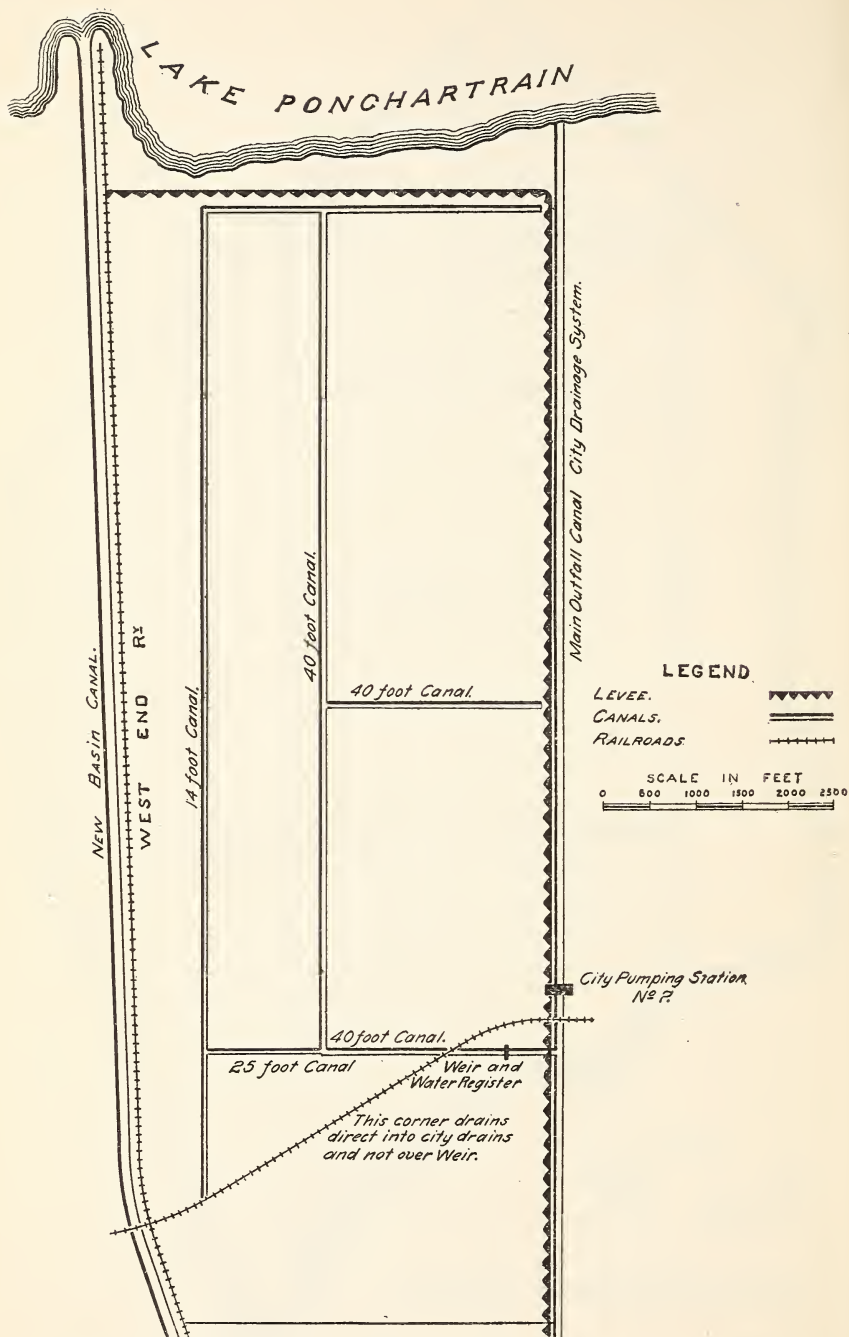 LAKE PONCHARTRAIN
Main Outfall Canal City Drainage System.
40 foot Canal.
NEW BASIN CANAL.
WEST END RY
14 foot Canal.
40 foot Canal.
LEGEND
LEVEE.
CANALS.
RAILROADS.
SCALE IN FEET
0 500 1000 1500 2000 2500
City Pumping Station
40 foot Canal.
25 foot Canal
Weir and
Water Register
This corner drains
direct into city drains
and not over Weir.